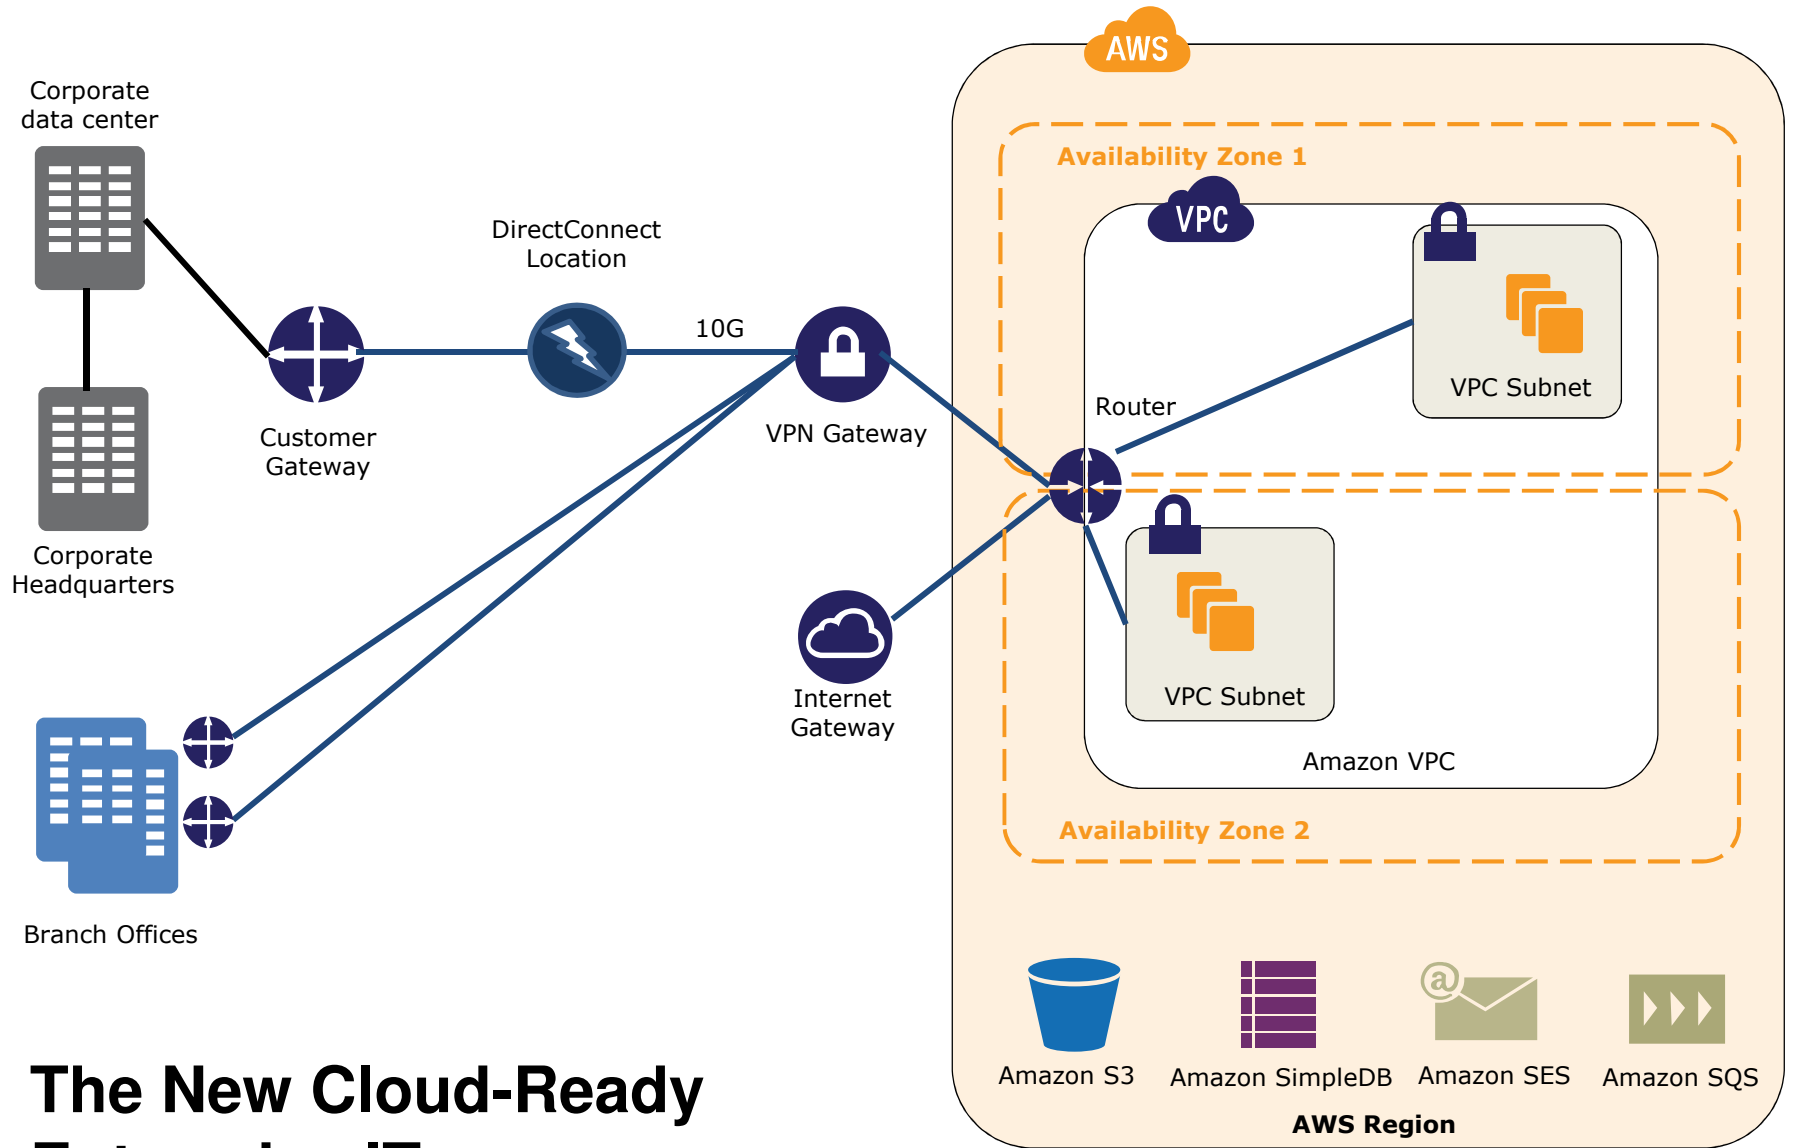 AWS
Corporate
data center
Availability Zone 1
VPC
DirectConnect
Location
10G
VPC Subnet
Router
Customer
Gateway
VPN Gateway
Corporate
Headquarters
Internet
Gateway
VPC Subnet
Amazon VPC
Availability Zone 2
Branch Offices
@
Amazon S3
Amazon SimpleDB
Amazon SES
Amazon SQS
The New Cloud-Ready
AWS Region